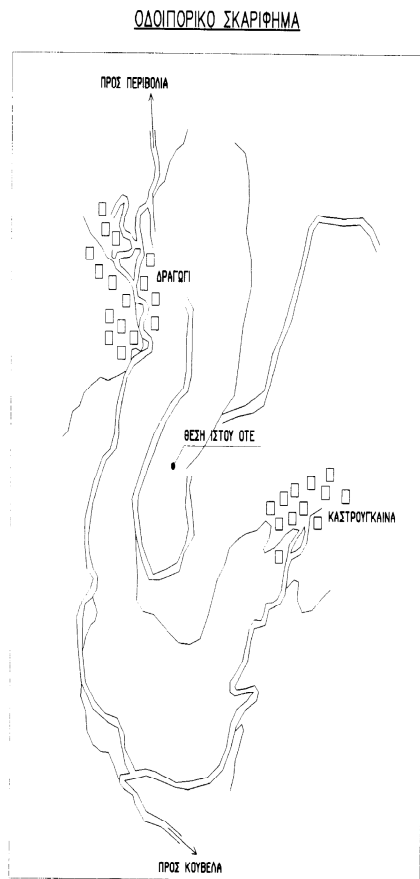 ΟΔΟΙΠΟΡΙΚΟ ΣΚΑΡΙΦΗΜΑ
ΠΡΟΣ ΠΕΡΙΒΟΛΙΑ
ΔΡΑΓΩΓΙ
ΘΕΣΗ ΙΣΤΟΥ ΟΤΕ
ΚΑΣΤΡΟΥΓΚΑΙΝΑ
ΠΡΟΣ ΚΟΥΒΕΛΑ